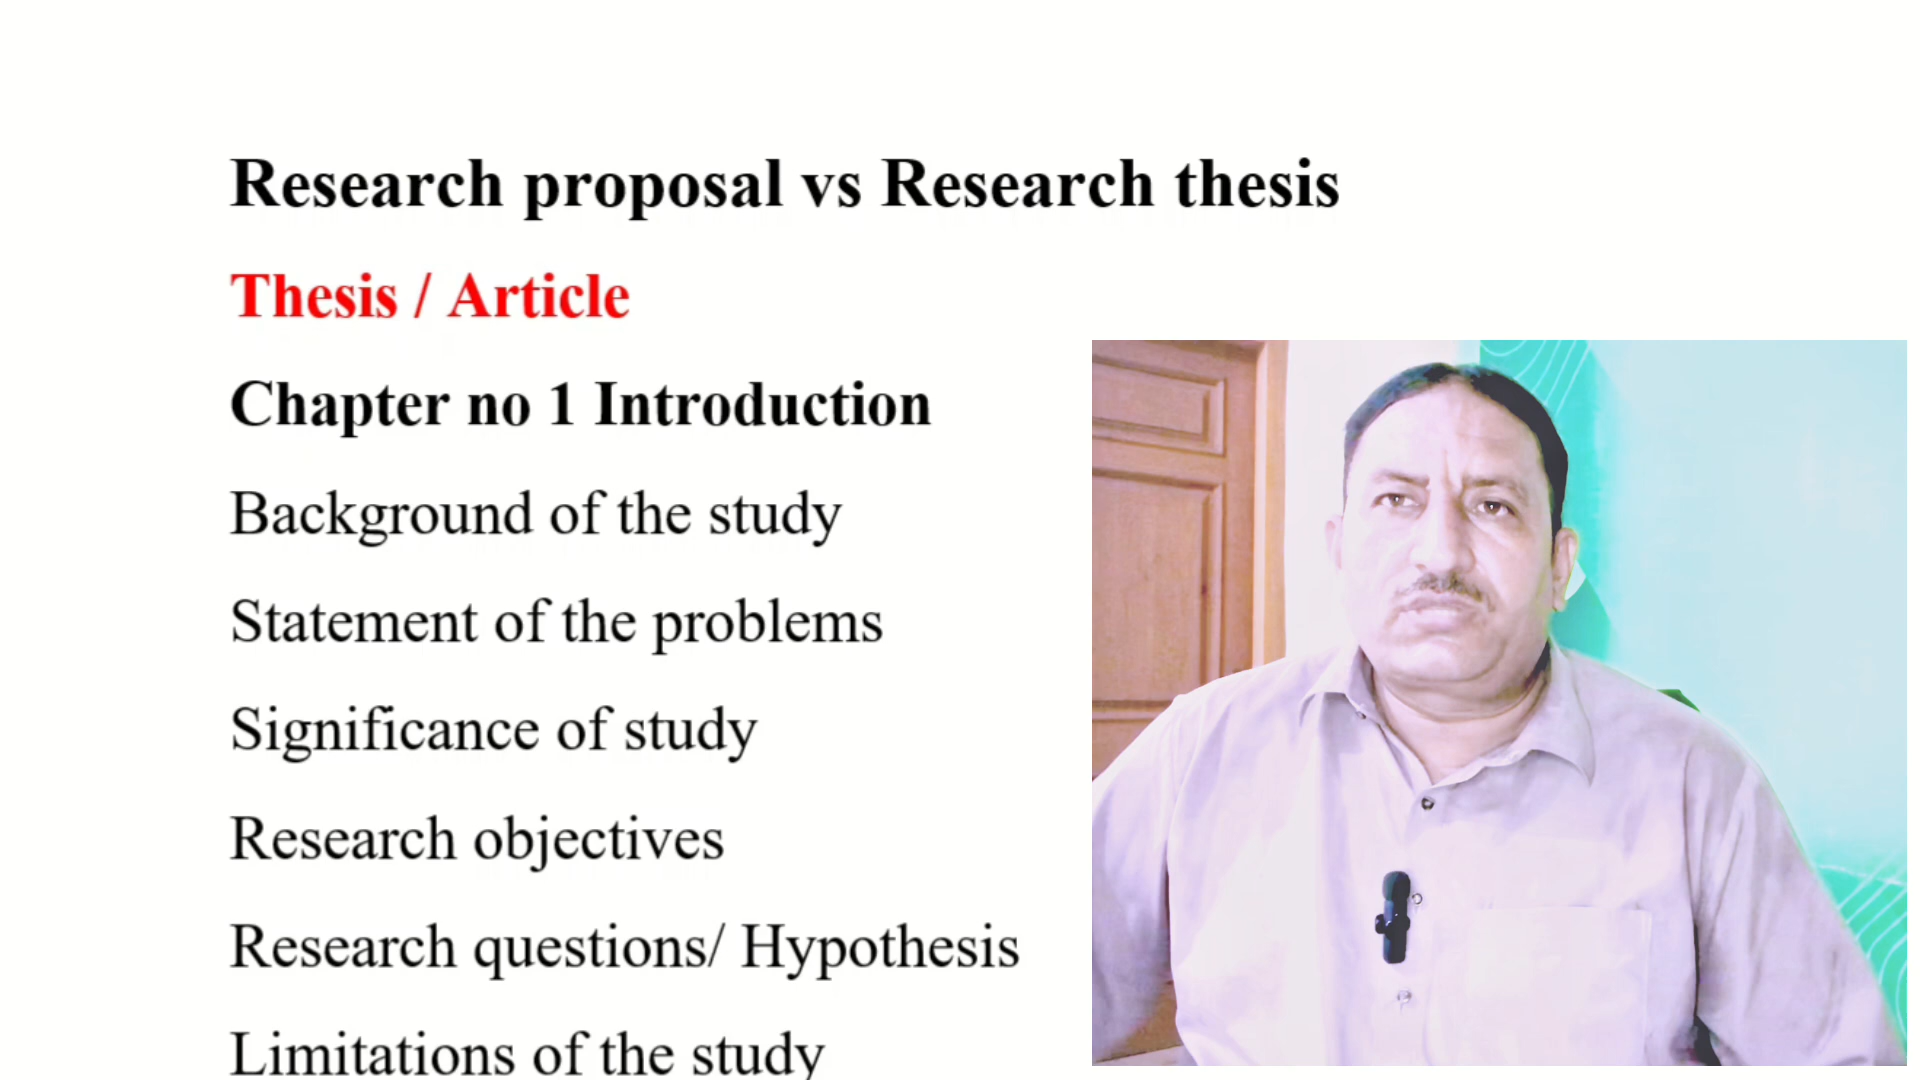 Research proposal vs Research thesis
Thesis / Article
Chapter no 1 Introduction
Background of the study
Statement of the problems
Significance of study
Research objectives
Research questions/ Hypothesis
Limitations of the study